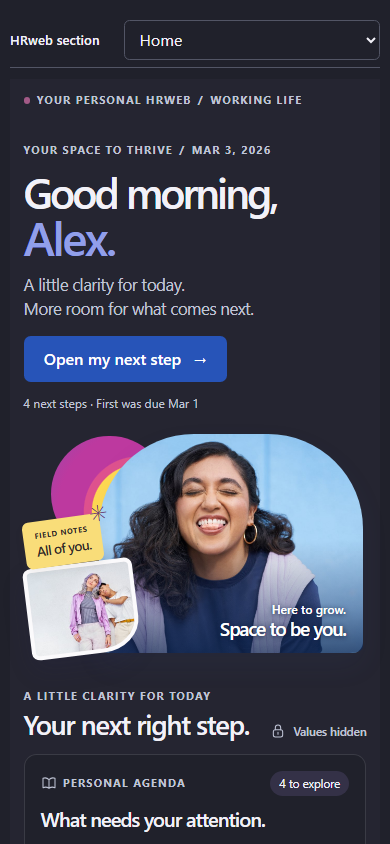 HRweb section
Home
YOUR PERSONAL HRWEB / WORKING LIFE
YOUR SPACE TO THRIVE / MAR 3, 2026
Good morning,
Alex.
A little clarity for today.
More room for what comes next.
Open my next step →
4 next steps · First was due Mar 1
FIELD NOTES
All of you.
Here to grow.
Space to be you.
A LITTLE CLARITY FOR TODAY
Your next right step.
Values hidden
PERSONAL AGENDA
4 to explore
What needs your attention.